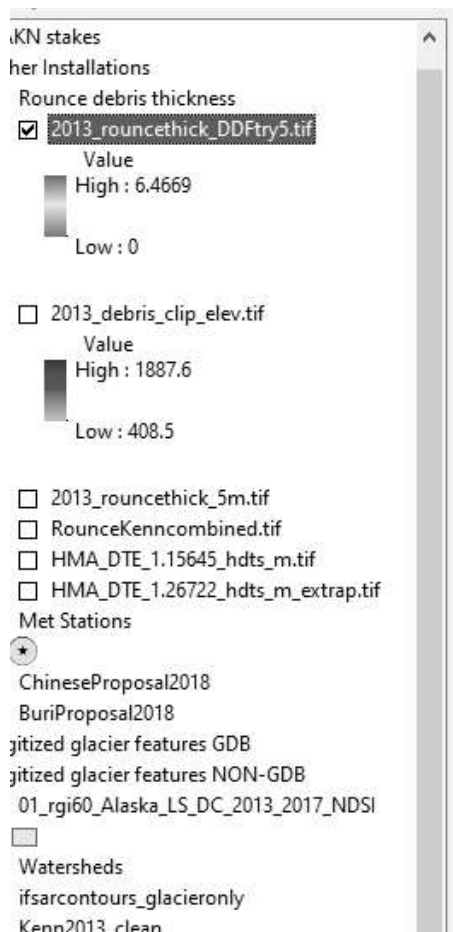 KN stakes
her Installations
Rounce debris thickness
2013_rouncethick_DDFtry5.tif
Value
High : 6.4669
Low : 0
2013_debris_clip_elev.tif
Value
High : 1887.6
Low : 408.5
2013_rouncethick_5m.tif
RounceKenncombined.tif
HMA_DTE_1.15645_hdts_m.tif
HMA_DTE_1.26722_hdts_m_extrap.tif
Met Stations
ChineseProposal2018
BuriProposal2018
gitized glacier features GDB
gitized glacier features NON-GDB
01_rgi60_Alaska_LS_DC_2013_2017_NDSI
Watersheds
ifsarcontours_glacieronly
Kenn2013_clean